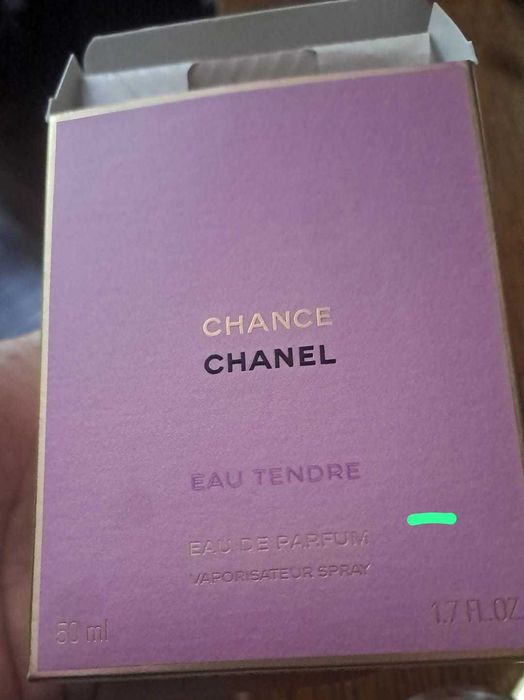 CHANCE
CHANEL
EAU TENDRE
EAU DE PARFUM
VAPORISATEUR SPRAY
50 ml
1.7 FL.OZ.